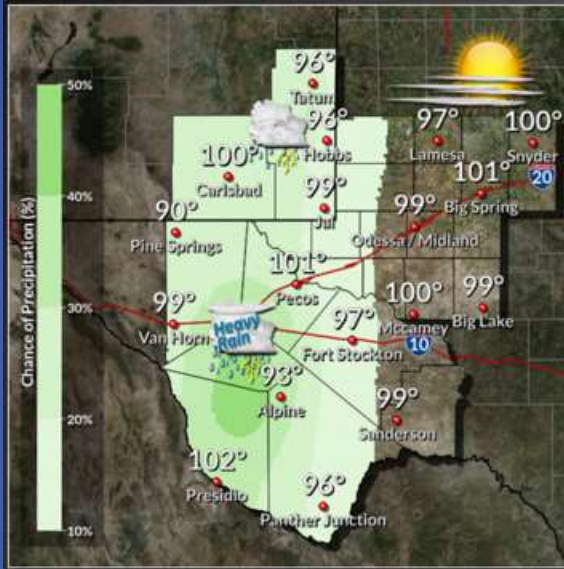 50%
40%
30%
20%
10%
Chance of Precipitation (%)
96°
Tatum
96°
Hobbs
97°
Lamesa
100°
Snyder
100°
Carlsbad
99°
Jal
101°
Big Spring
20
99°
Odessa / Midland
90°
Pine Springs
101°
Pecos
99°
Van Horn
Heavy
Rain
97°
Fort Stockton
100°
Mccamey
99°
Big Lake
10
93°
Alpine
99°
Sanderson
102°
Presidio
96°
Panther Junction